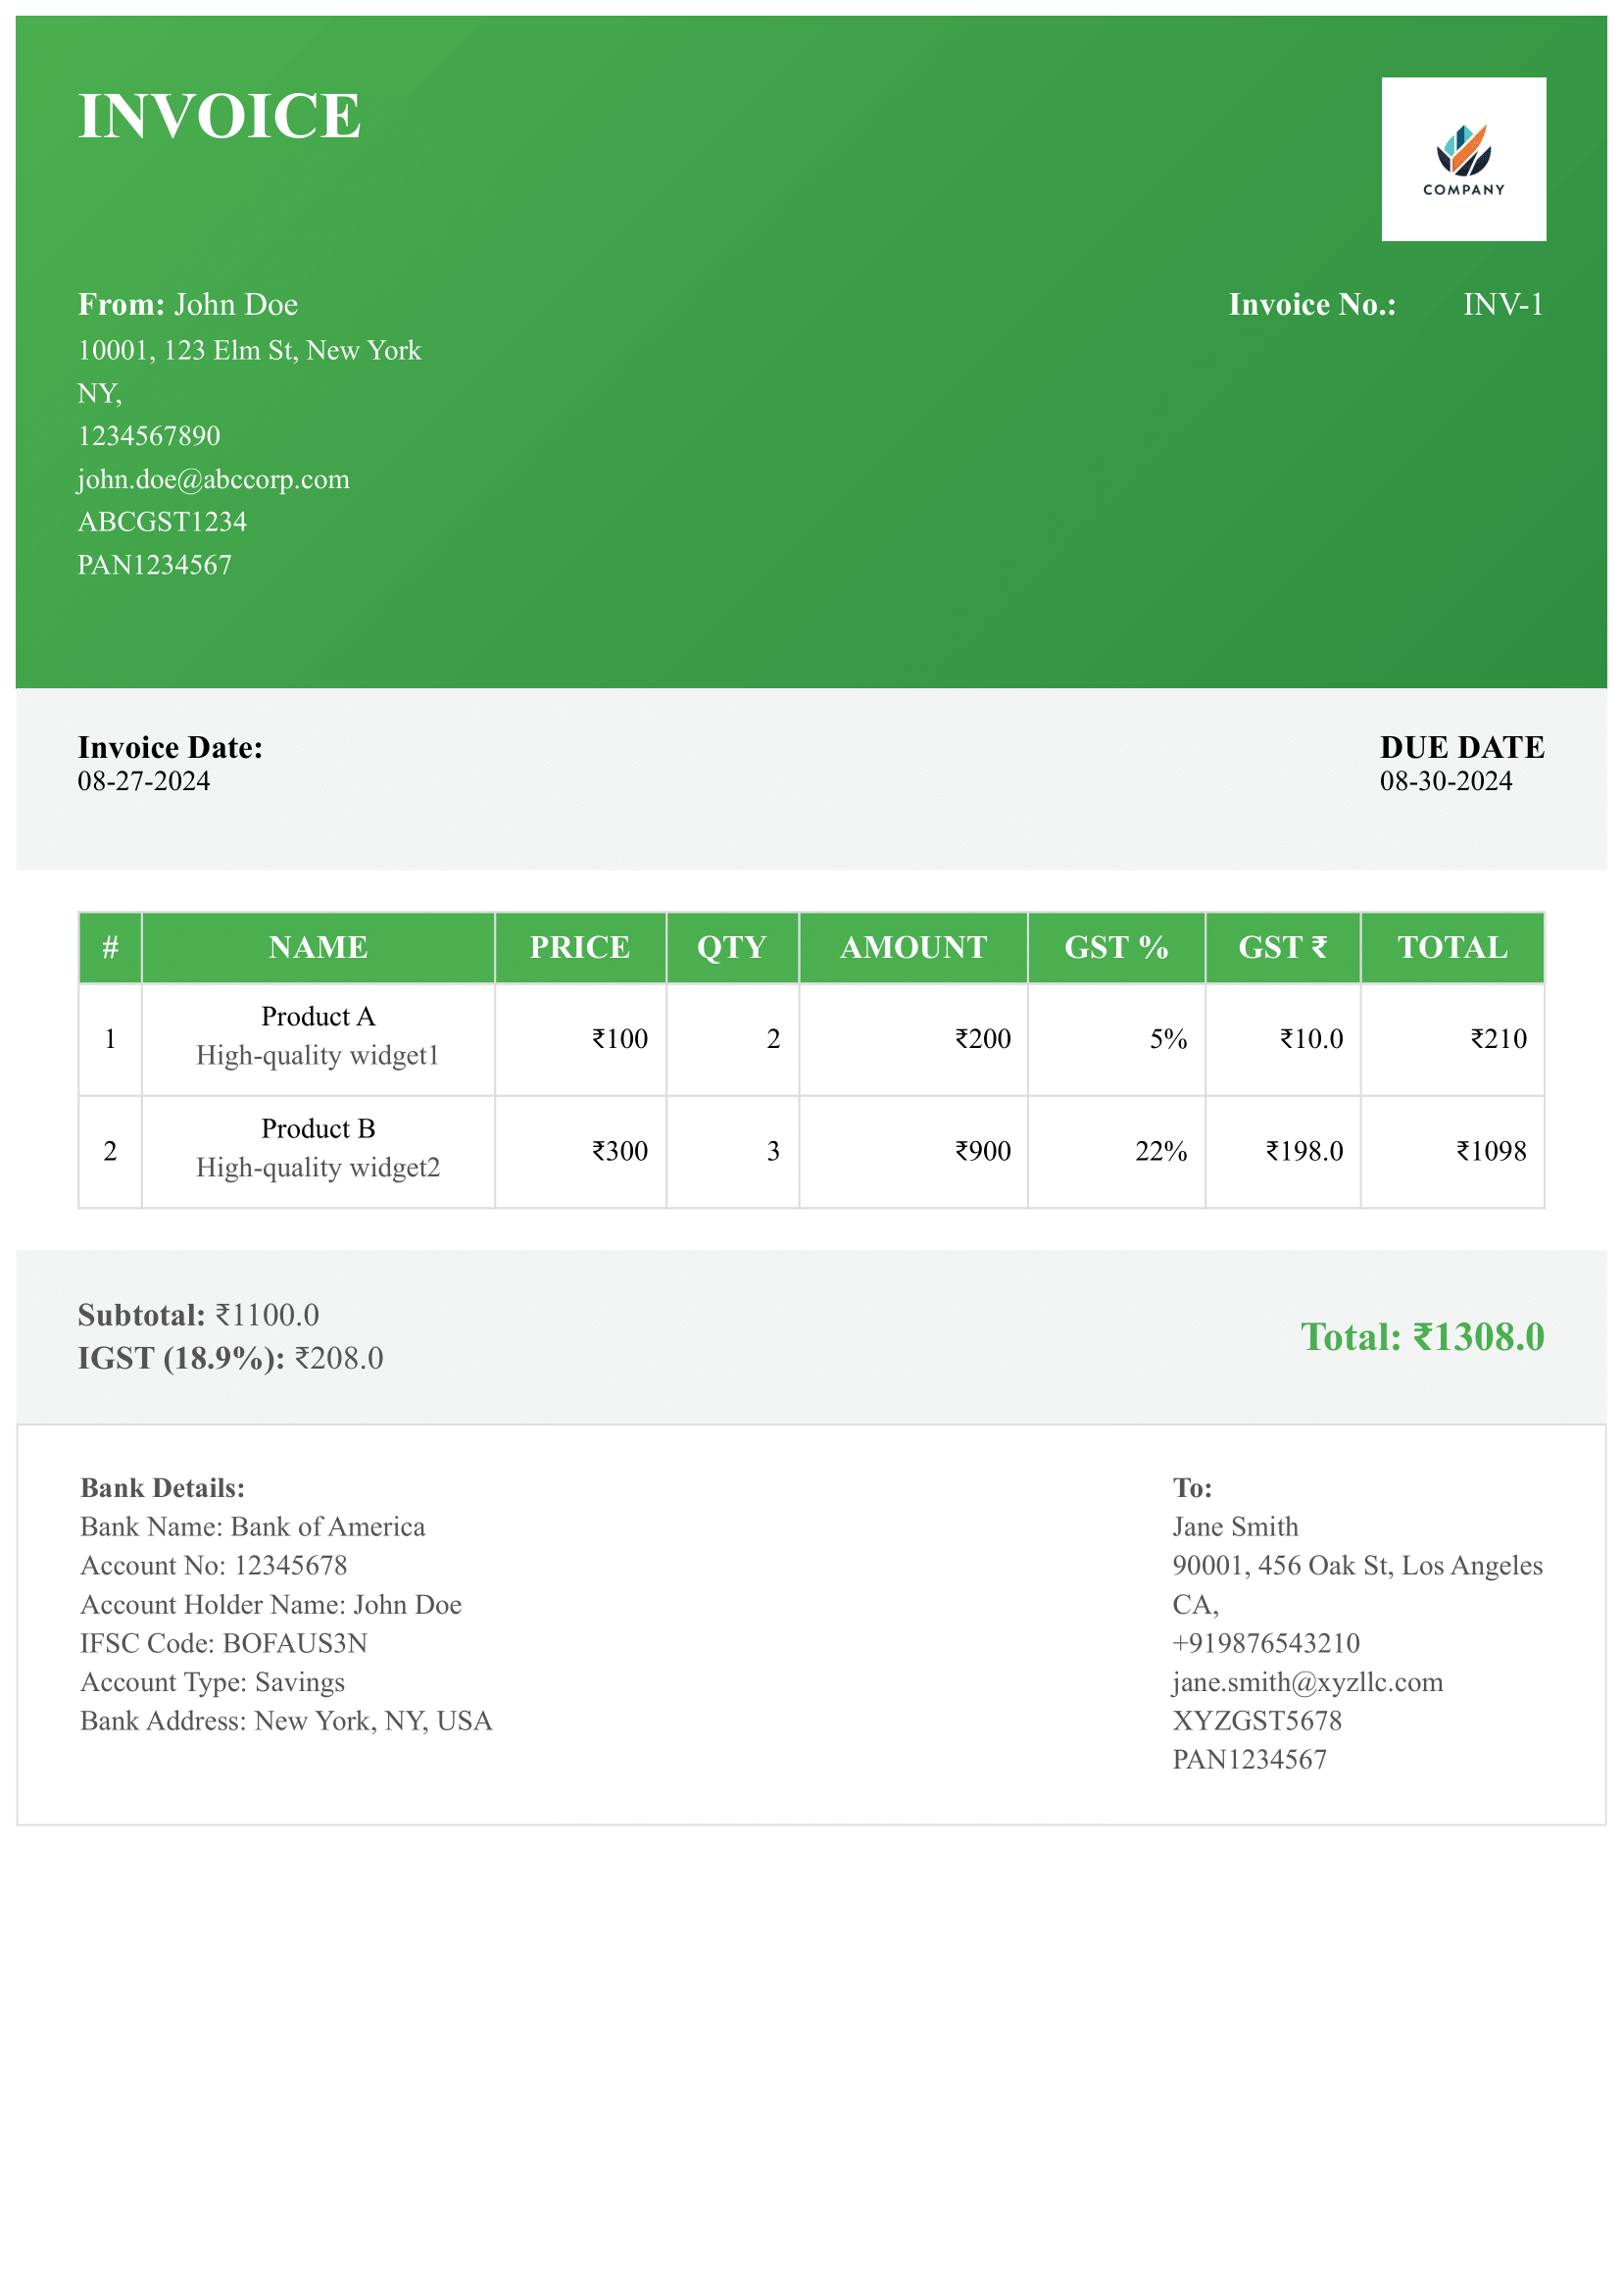 INVOICE
COMPANY
From: John Doe
10001, 123 Elm St, New York
NY,
1234567890
john.doe@abccorp.com
ABCGST1234
PAN1234567
Invoice No.: INV-1
Invoice Date:
08-27-2024
DUE DATE
08-30-2024
# NAME PRICE QTY AMOUNT GST % GST ₹ TOTAL
1 Product A ₹100 2 ₹200 5% ₹10.0 ₹210
High-quality widget1
2 Product B ₹300 3 ₹900 22% ₹198.0 ₹1098
High-quality widget2
Subtotal: ₹1100.0
IGST (18.9%): ₹208.0
Total: ₹1308.0
Bank Details:
Bank Name: Bank of America
Account No: 12345678
Account Holder Name: John Doe
IFSC Code: BOFAUS3N
Account Type: Savings
Bank Address: New York, NY, USA
To:
Jane Smith
90001, 456 Oak St, Los Angeles
CA,
+919876543210
jane.smith@xyzllc.com
XYZGST5678
PAN1234567